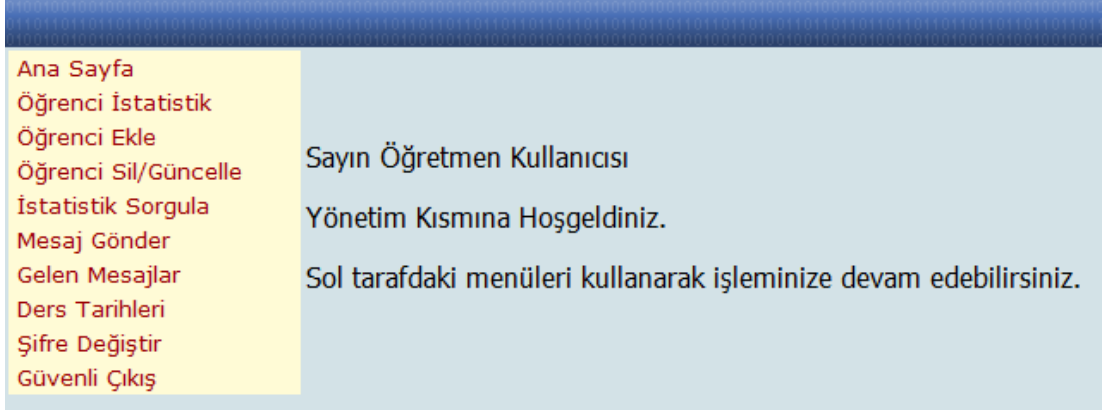 Ana Sayfa
Öğrenci İstatistik
Öğrenci Ekle
Öğrenci Sil/Güncelle
İstatistik Sorgula
Mesaj Gönder
Gelen Mesajlar
Ders Tarihleri
Şifre Değiştir
Güvenli Çıkış
Sayın Öğretmen Kullanıcısı
Yönetim Kısmına Hoşgeldiniz.
Sol tarafdaki menüleri kullanarak işleminize devam edebilirsiniz.